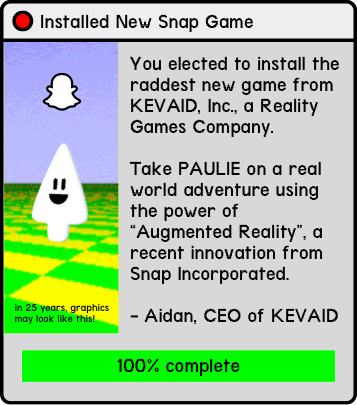 Installed New Snap Game
You elected to install the
raddest new game from
KEVAID, Inc., a Reality
Games Company.
Take PAULIE on a real
world adventure using
the power of
“Augmented Reality”, a
recent innovation from
Snap Incorporated.
- Aidan, CEO of KEVAID
in 25 years, graphics
may look like this!
100% complete